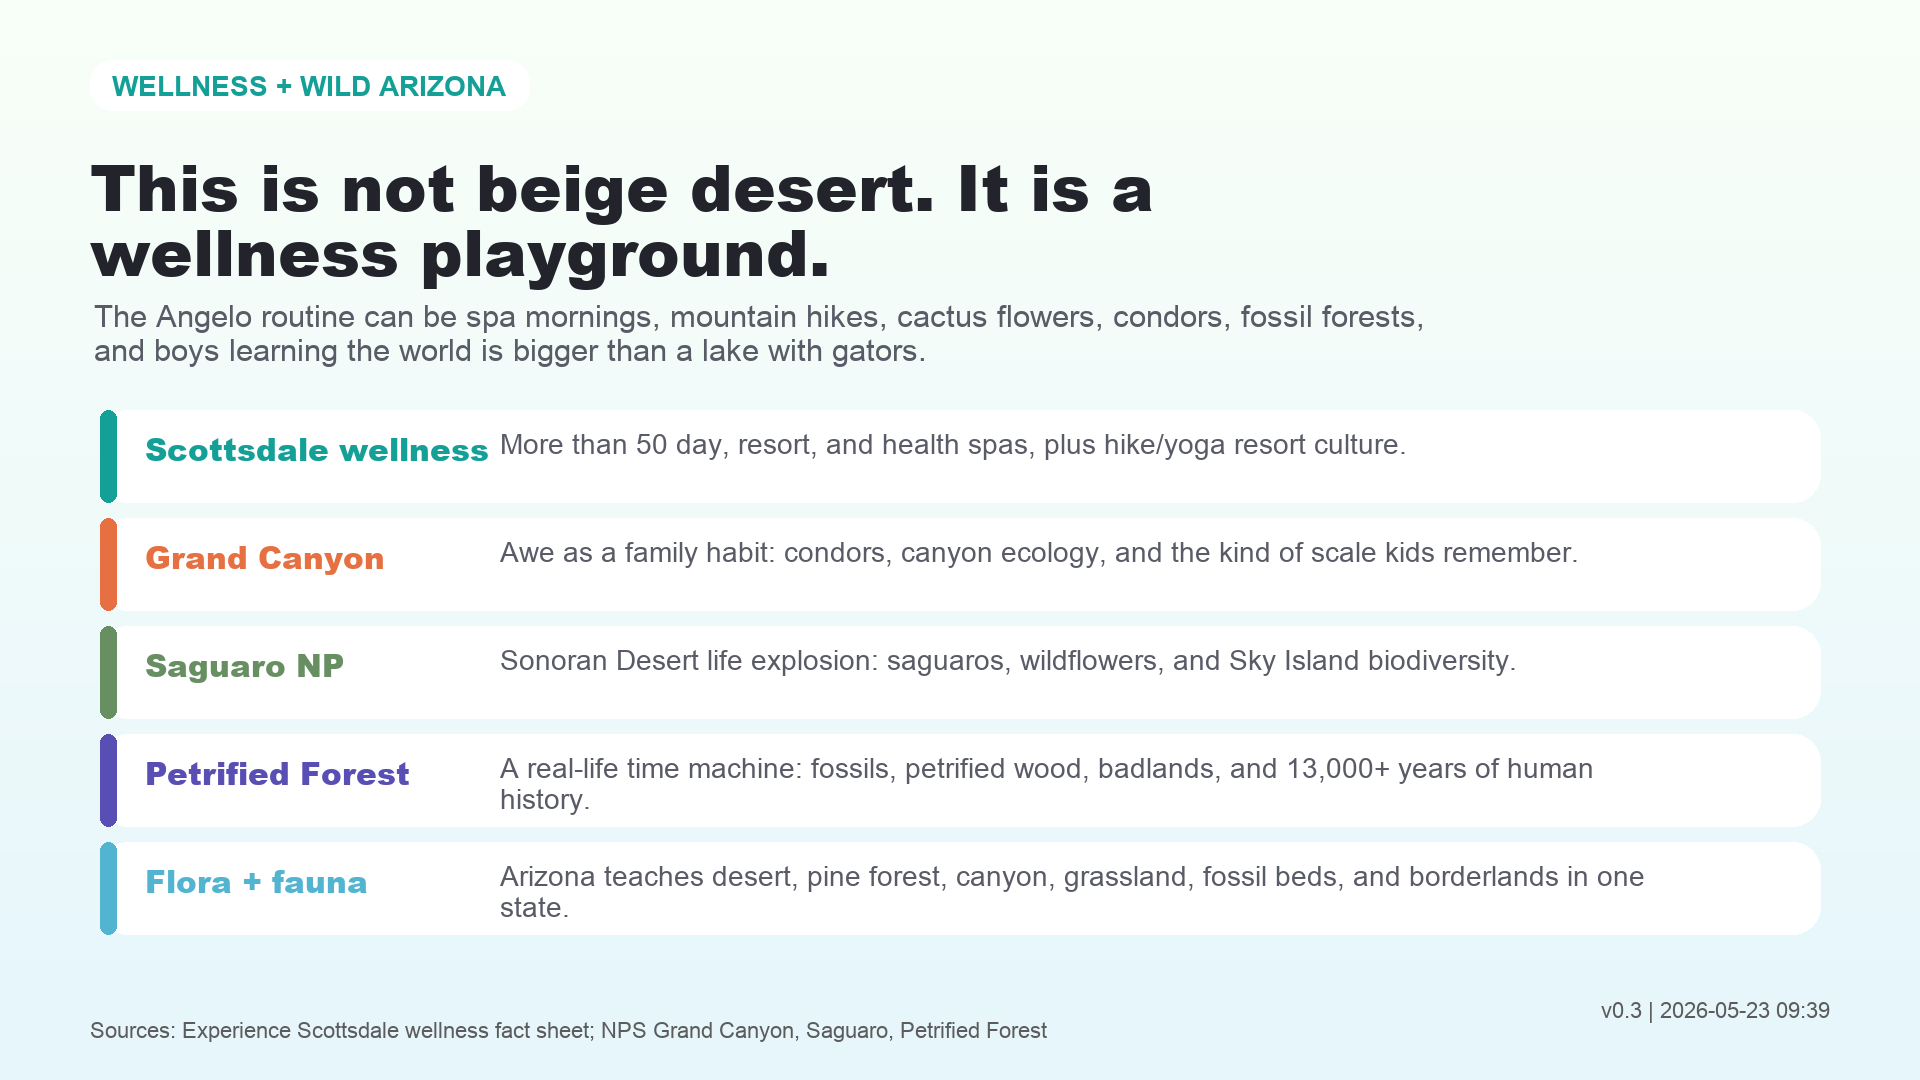 WELLNESS + WILD ARIZONA
This is not beige desert. It is a
wellness playground.
The Angelo routine can be spa mornings, mountain hikes, cactus flowers, condors, fossil forests,
and boys learning the world is bigger than a lake with gators.
Scottsdale wellness More than 50 day, resort, and health spas, plus hike/yoga resort culture.
Grand Canyon Awe as a family habit: condors, canyon ecology, and the kind of scale kids remember.
Saguaro NP Sonoran Desert life explosion: saguaros, wildflowers, and Sky Island biodiversity.
Petrified Forest A real-life time machine: fossils, petrified wood, badlands, and 13,000+ years of human
history.
Flora + fauna Arizona teaches desert, pine forest, canyon, grassland, fossil beds, and borderlands in one
state.
v0.3 | 2026-05-23 09:39
Sources: Experience Scottsdale wellness fact sheet; NPS Grand Canyon, Saguaro, Petrified Forest